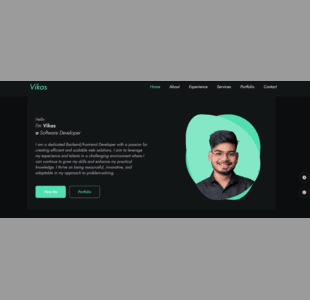 Vikas
Home About Experience Services Portfolio Contact
Hello
I'm Vikas
a Software Developer
I am a dedicated Backend/Frontend Developer with a passion for
creating efficient and scalable web solutions. I aim to leverage
my experience and talents in a challenging environment where I
can continue to grow my skills and enhance my practical
knowledge. I thrive on being resourceful, innovative, and
adaptable in my approach to problem-solving.
Hire Me Portfolio